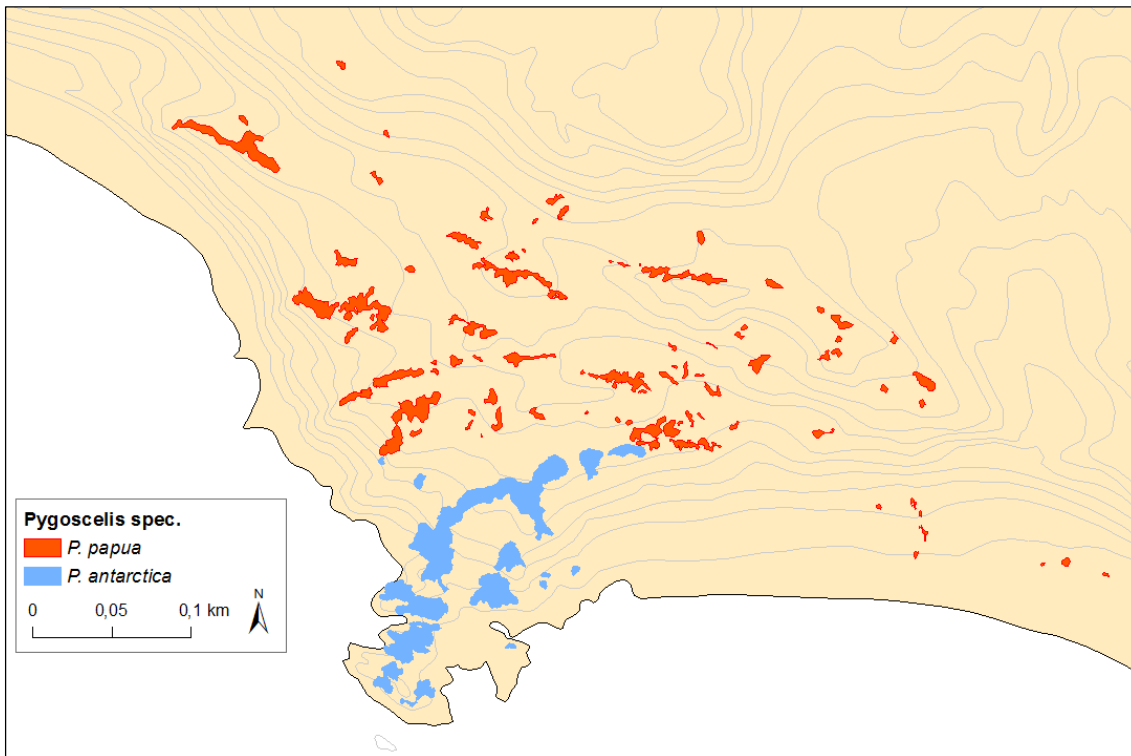 Pygoscelis spec.
P. papua
P. antarctica
0 0,05 0,1 km
N